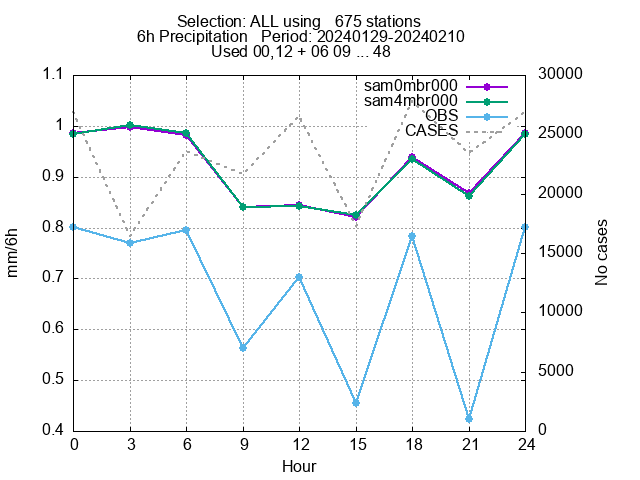 Selection: ALL using   675 stations
6h Precipitation   Period: 20240129-20240210
Used 00,12 + 06 09 ... 48
1.1
1
0.9
0.8
0.7
0.6
0.5
0.4
mm/6h
30000
25000
20000
15000
10000
5000
0
No cases
sam0mbr000
sam4mbr000
OBS
CASES
0 3 6 9 12 15 18 21 24
Hour